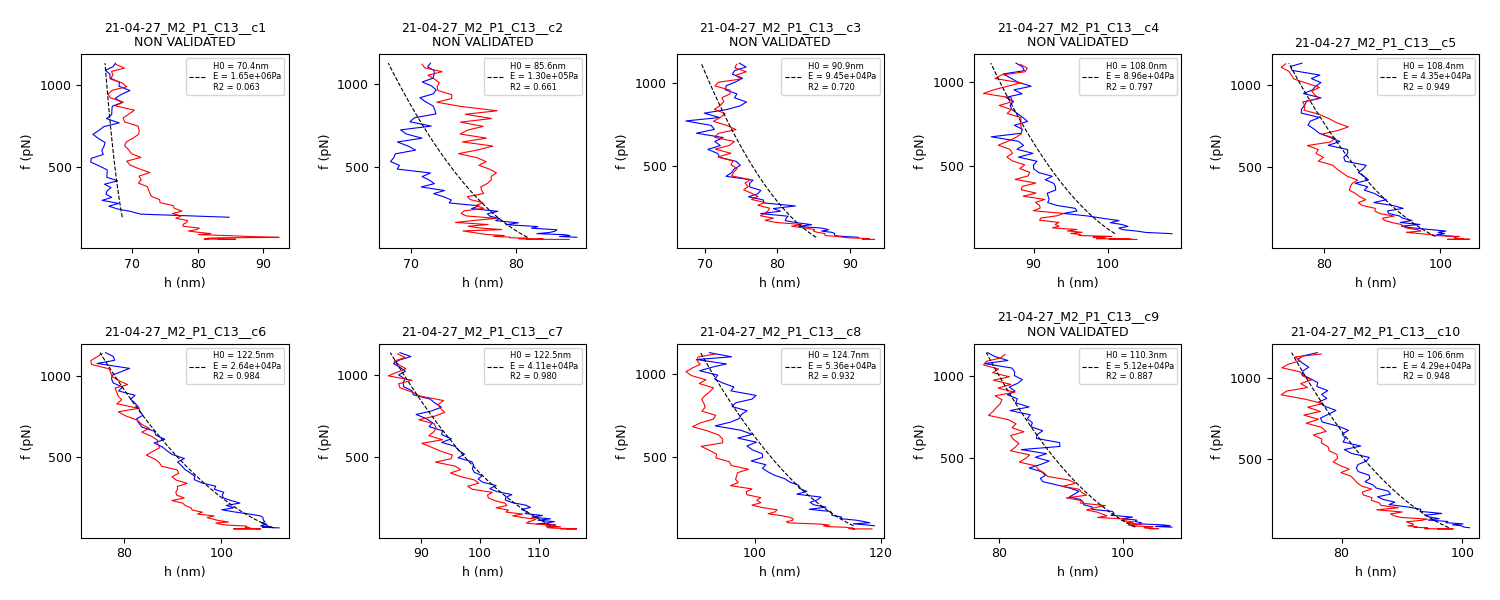 21-04-27_M2_P1_C13__c1
NON VALIDATED
H0 = 70.4nm
E = 1.65e+06Pa
R2 = 0.063
1000
500
f (pN)
70
80
90
h (nm)
21-04-27_M2_P1_C13__c2
NON VALIDATED
H0 = 85.6nm
E = 1.30e+05Pa
R2 = 0.661
1000
500
f (pN)
70
80
h (nm)
21-04-27_M2_P1_C13__c3
NON VALIDATED
H0 = 90.9nm
E = 9.45e+04Pa
R2 = 0.720
1000
500
f (pN)
70
80
90
h (nm)
21-04-27_M2_P1_C13__c4
NON VALIDATED
H0 = 108.0nm
E = 8.96e+04Pa
R2 = 0.797
1000
500
f (pN)
90
100
h (nm)
21-04-27_M2_P1_C13__c5
H0 = 108.4nm
E = 4.35e+04Pa
R2 = 0.949
1000
500
f (pN)
80
100
h (nm)
21-04-27_M2_P1_C13__c6
H0 = 122.5nm
E = 2.64e+04Pa
R2 = 0.984
1000
500
f (pN)
80
100
h (nm)
21-04-27_M2_P1_C13__c7
H0 = 122.5nm
E = 4.11e+04Pa
R2 = 0.980
1000
500
f (pN)
90
100
110
h (nm)
21-04-27_M2_P1_C13__c8
H0 = 124.7nm
E = 5.36e+04Pa
R2 = 0.932
1000
500
f (pN)
100
120
h (nm)
21-04-27_M2_P1_C13__c9
NON VALIDATED
H0 = 110.3nm
E = 5.12e+04Pa
R2 = 0.887
1000
500
f (pN)
80
100
h (nm)
21-04-27_M2_P1_C13__c10
H0 = 106.6nm
E = 4.29e+04Pa
R2 = 0.948
1000
500
f (pN)
80
100
h (nm)